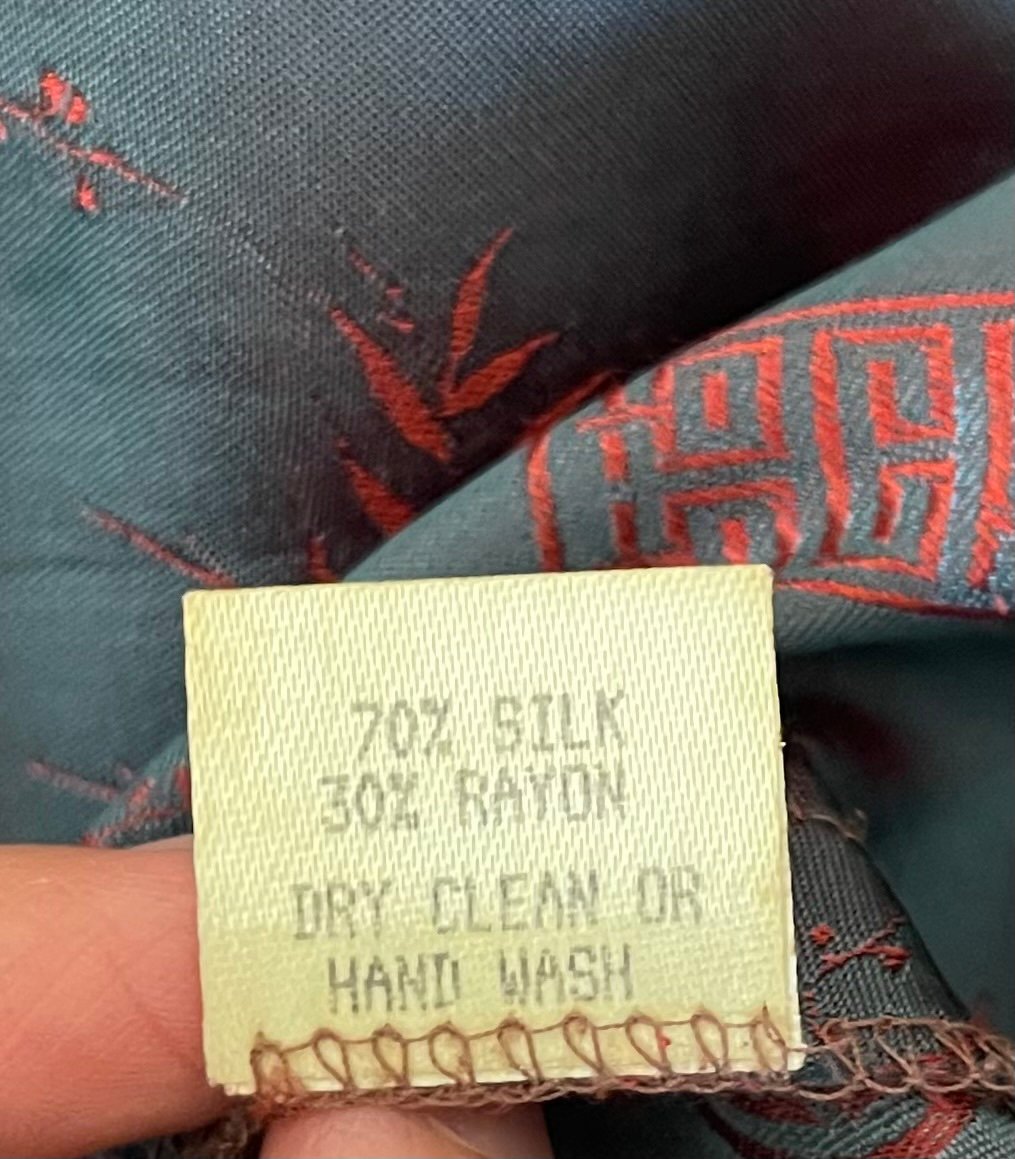 70% SILK
30% RAYON
DRY CLEAN OR
HAND WASH